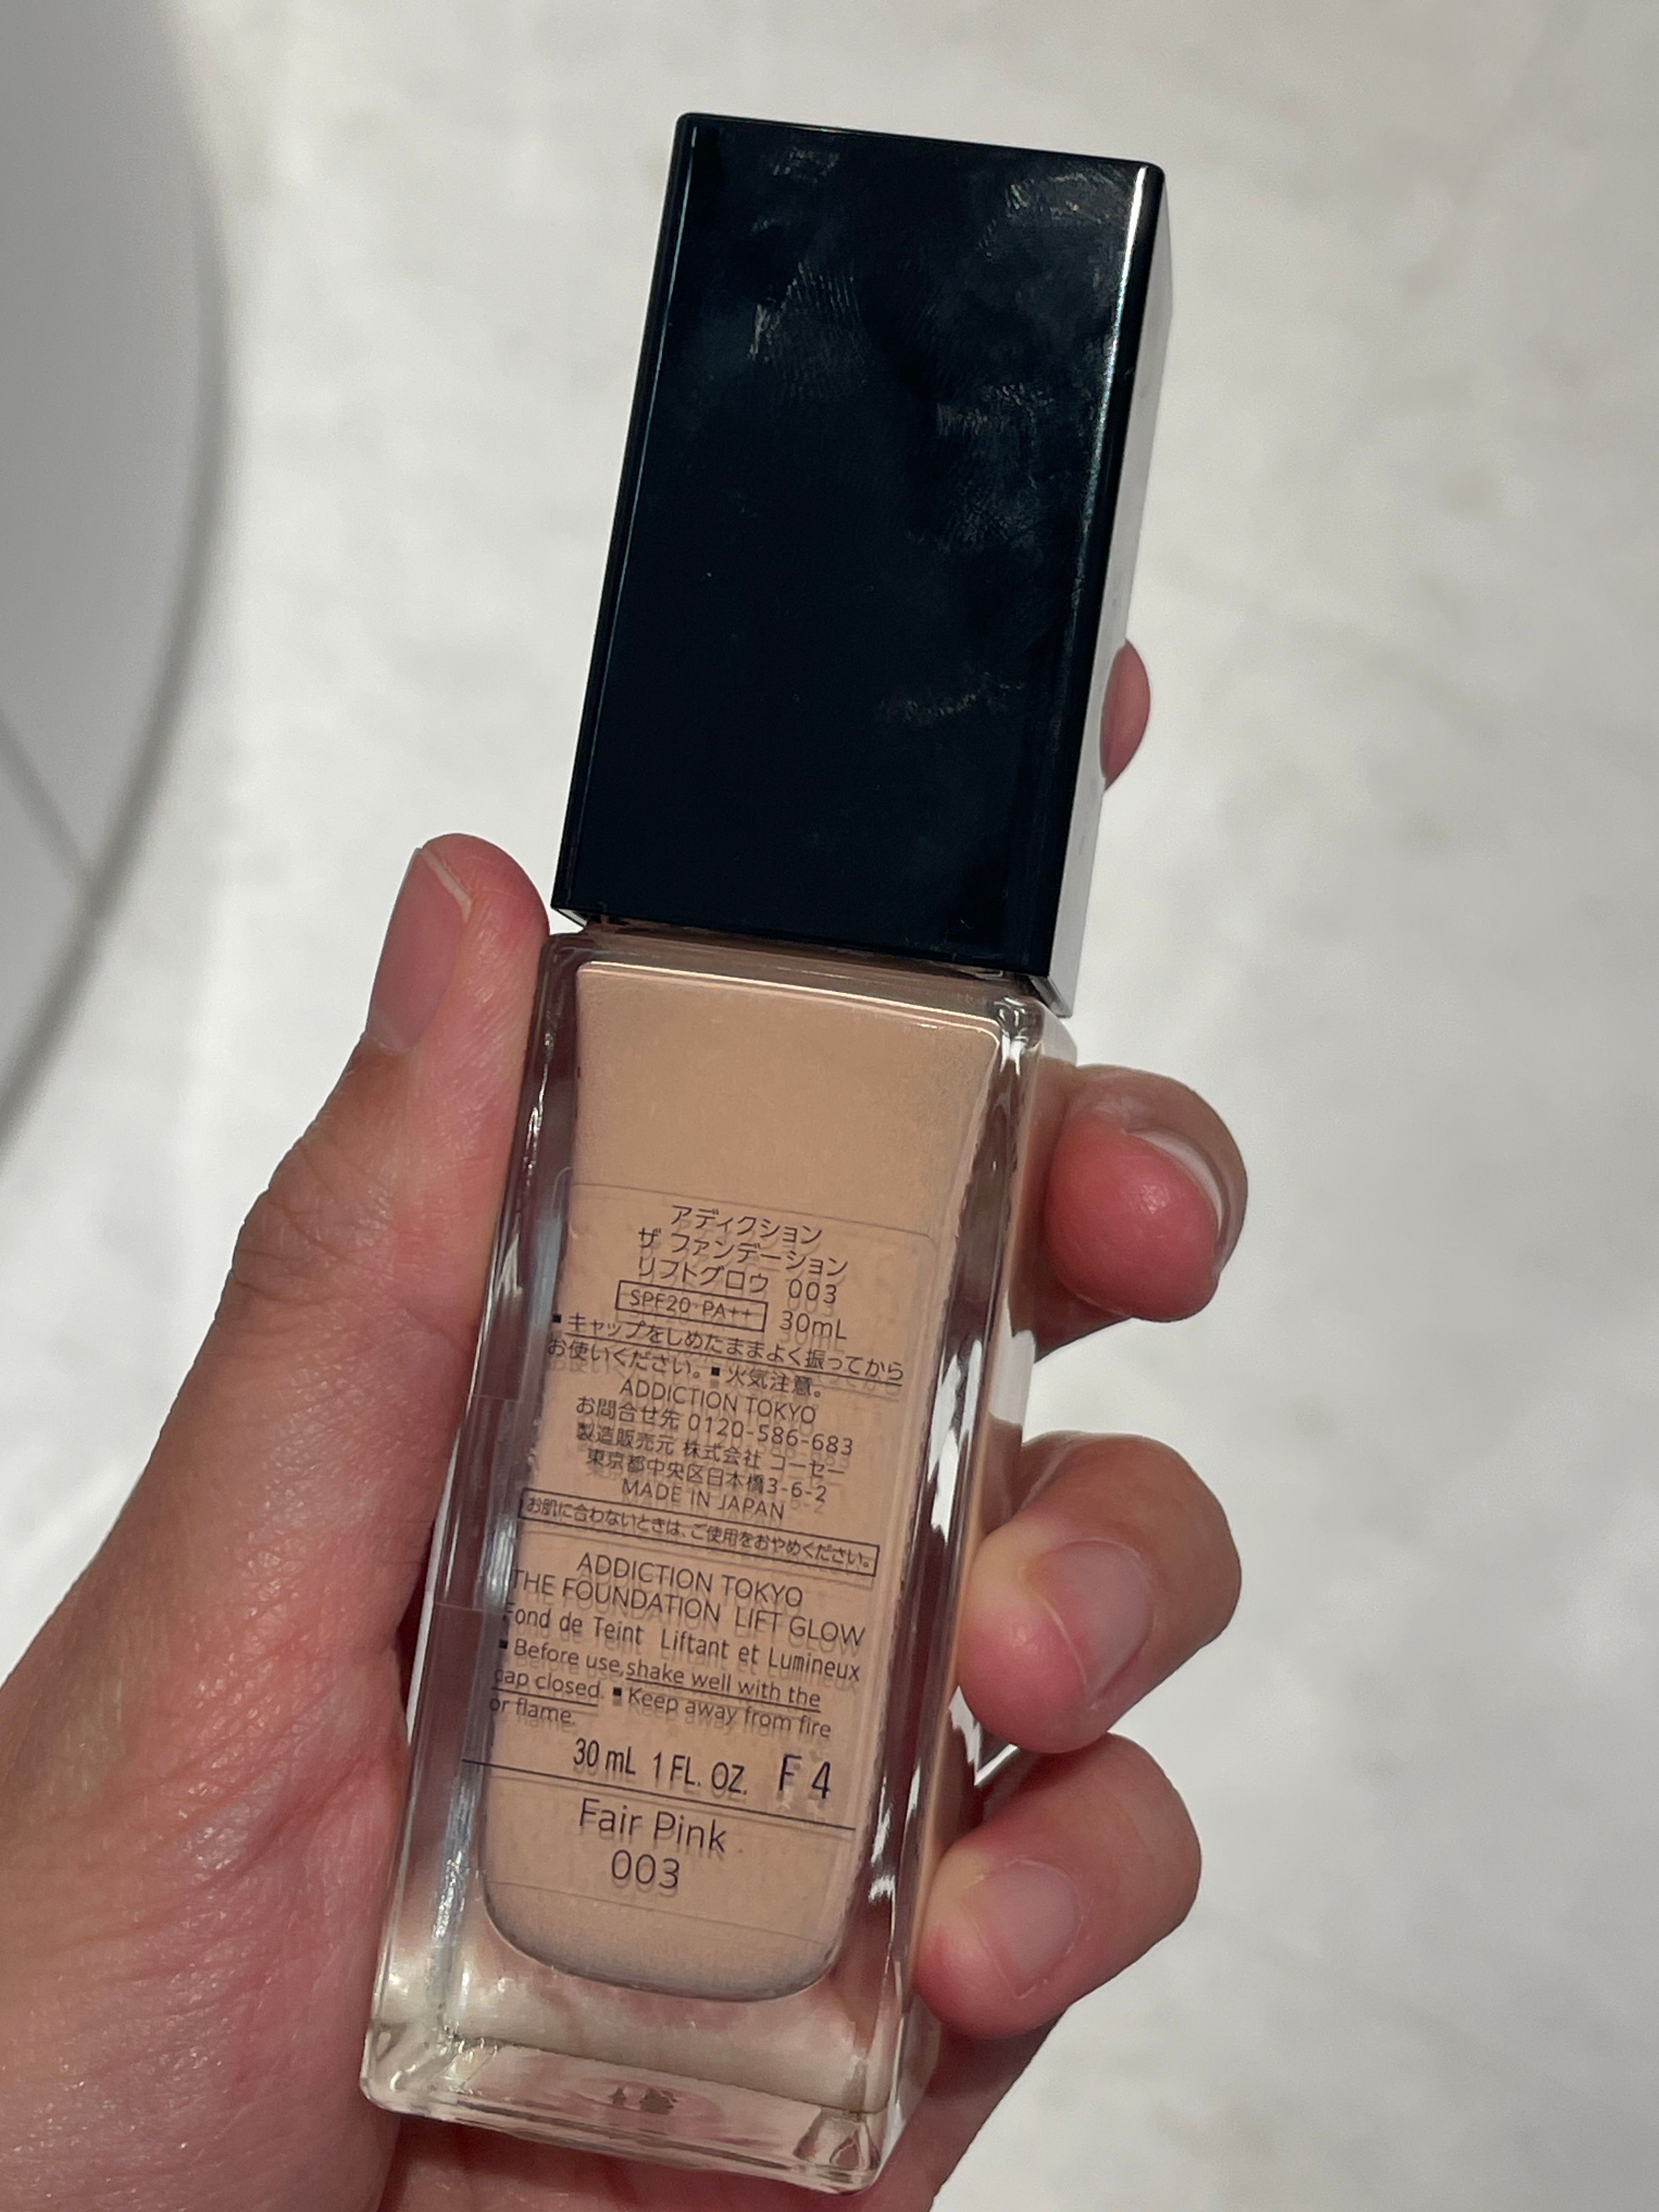 アディクション
ザ ファンデーション
リフトグロウ 003
SPF20・PA++ 30mL
■キャップをしめたままよく振ってから
お使いください。■火気注意。
ADDICTION TOKYO
お問合せ先 0120-586-683
製造販売元 株式会社 コーセー
東京都中央区日本橋3-6-2
MADE IN JAPAN
お肌に合わないときは、ご使用をおやめください。
ADDICTION TOKYO
THE FOUNDATION LIFT GLOW
Fond de Teint Liftant et Lumineux
■Before use,shake well with the
cap closed. ■Keep away from fire
or flame.
30 mL 1 FL. OZ. F 4
Fair Pink
003